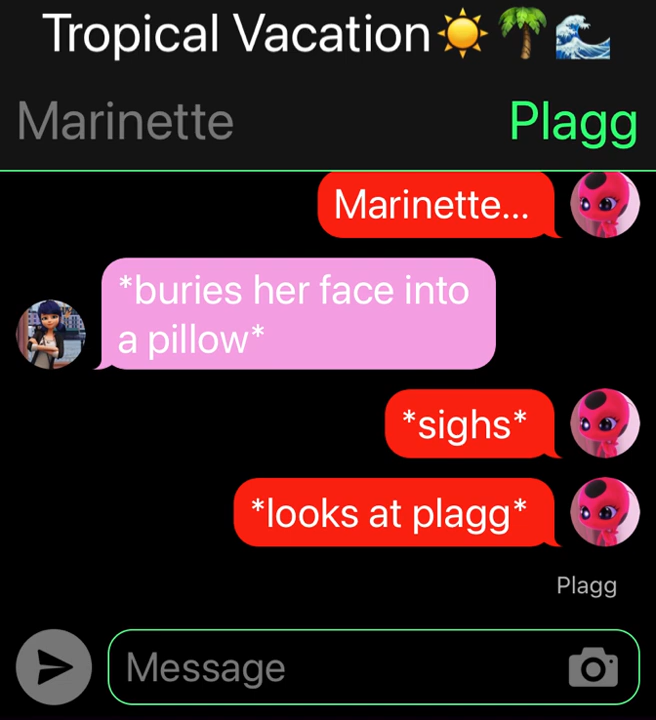 Tropical Vacation☀️🌴🌊
Marinette
Plagg
Marinette...
*buries her face into
a pillow*
*sighs*
*looks at plagg*
Plagg
Message